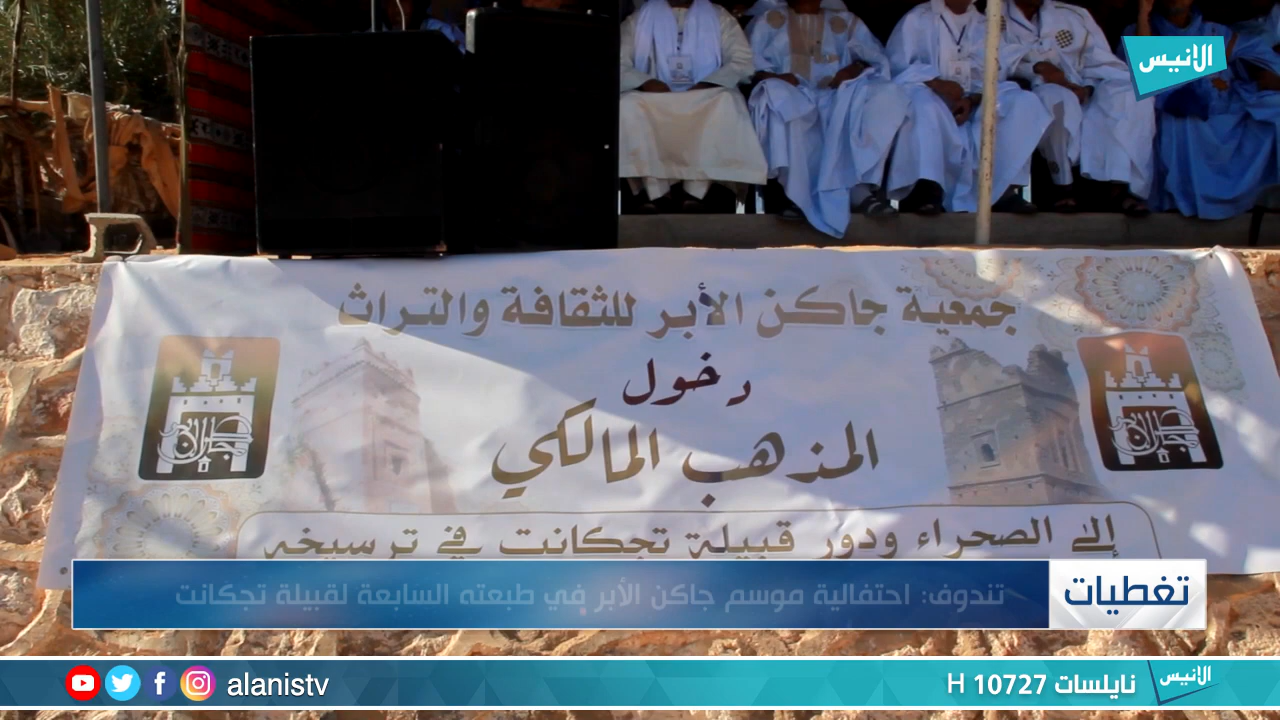 الانيس
جمعية جاكن الأبر للثقافة والتراث
دخول
المذهب المالكي
إلى الصحراء ودور قبيلة تجكانت في ترسيخه
تغطيات
تندوف: احتفالية موسم جاكن الأبر في طبعته السابعة لقبيلة تجكانت
alanistv
نايلسات 10727 H
الانيس